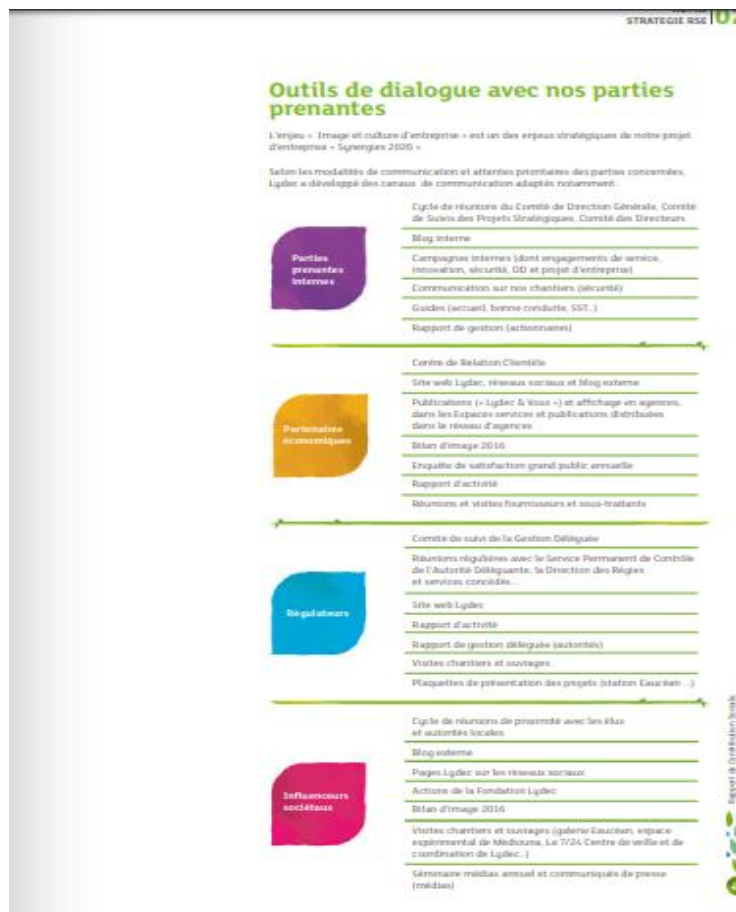 STRATEGIE RSE
Outils de dialogue avec nos parties
prenantes
L'enjeu « Image et culture d'entreprise » est un des enjeux stratégiques de notre projet
d'entreprise « Synergies 2020 ».
Selon les modalités de communication et attentes prioritaires des parties concernées,
Lydec a développé des canaux de communication adaptés notamment :
Parties
prenantes
internes
Cycle de réunions du Comité de Direction Générale, Comité
de Suivis des Projets Stratégiques, Comité des Directeurs
Blog interne
Campagnes internes (dont engagements de service,
innovation, sécurité, DD et projet d'entreprise)
Communication sur nos chantiers (sécurité)
Guides (accueil, bonne conduite, SST...)
Rapport de gestion (actionnaires)
Partenaires
économiques
Centre de Relation Clientèle
Site web Lydec, réseaux sociaux et blog externe
Publications (« Lydec & Vous ») et affichage en agences,
dans les Espaces services et publications distribuées
dans le réseau d'agences
Bilan d'image 2016
Enquête de satisfaction grand public annuelle
Rapport d'activité
Réunions et visites fournisseurs et sous-traitants
Régulateurs
Comité de suivi de la Gestion Déléguée
Réunions régulières avec le Service Permanent de Contrôle
de l'Autorité Délégante, la Direction des Régies
et services concédés...
Site web Lydec
Rapport d'activité
Rapport de gestion déléguée (autorités)
Visites chantiers et ouvrages
Plaquettes de présentation des projets (station Eaucéan ...)
Influenceurs
sociétaux
Cycle de réunions de proximité avec les élus
et autorités locales
Blog externe
Pages Lydec sur les réseaux sociaux
Actions de la Fondation Lydec
Bilan d'image 2016
Visites chantiers et ouvrages (galerie Eaucéan, espace
expérimental de Médiouna, Le 7/24 Centre de veille et de
coordination de Lydec...)
Séminaire médias annuel et communiqués de presse
(médias)
Rapport de Contribution Sociale